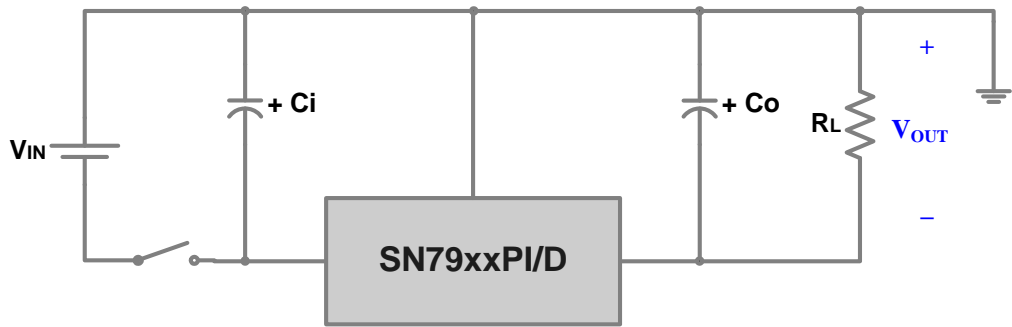 +
+ Ci
+ Co
RL
VOUT
VIN
−
SN79xxPI/D